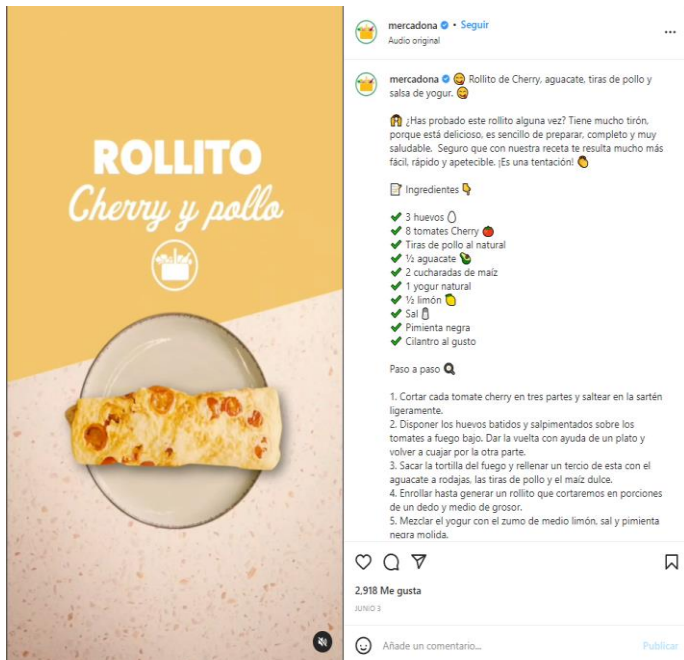 ROLLITO
Cherry y pollo
mercadona • Seguir
Audio original
mercadona 😋 Rollito de Cherry, aguacate, tiras de pollo y
salsa de yogur. 😋
🙋 ¿Has probado este rollito alguna vez? Tiene mucho tirón,
porque está delicioso, es sencillo de preparar, completo y muy
saludable. Seguro que con nuestra receta te resulta mucho más
fácil, rápido y apetecible. ¡Es una tentación! 👏
📝 Ingredientes 👇
✔ 3 huevos 🥚
✔ 8 tomates Cherry 🍅
✔ Tiras de pollo al natural
✔ ½ aguacate 🥑
✔ 2 cucharadas de maíz
✔ 1 yogur natural
✔ ½ limón 🍋
✔ Sal 🧂
✔ Pimienta negra
✔ Cilantro al gusto
Paso a paso 🔍
1. Cortar cada tomate cherry en tres partes y saltear en la sartén
ligeramente.
2. Disponer los huevos batidos y salpimentados sobre los
tomates a fuego bajo. Dar la vuelta con ayuda de un plato y
volver a cuajar por la otra parte.
3. Sacar la tortilla del fuego y rellenar un tercio de esta con el
aguacate a rodajas, las tiras de pollo y el maíz dulce.
4. Enrollar hasta generar un rollito que cortaremos en porciones
de un dedo y medio de grosor.
5. Mezclar el yogur con el zumo de medio limón, sal y pimienta
negra molida.
2,918 Me gusta
JUNIO 3
Añade un comentario...
Publicar